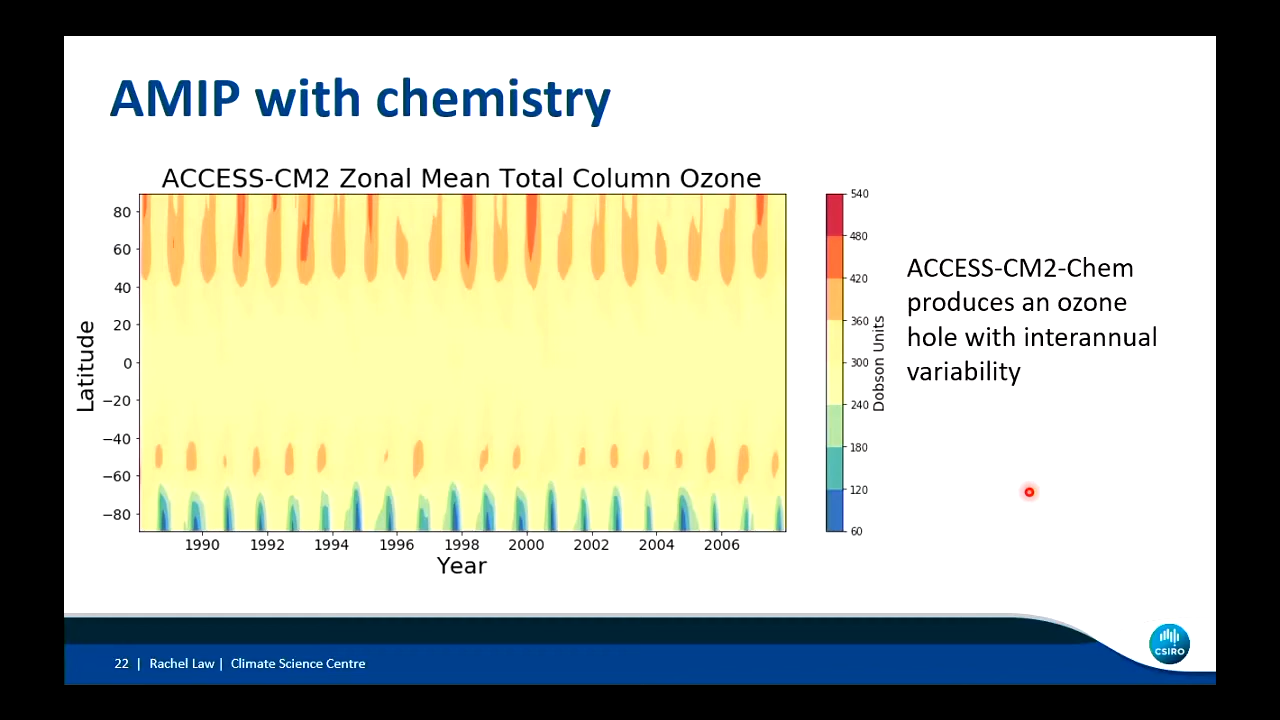 AMIP with chemistry
ACCESS-CM2 Zonal Mean Total Column Ozone
80
60
40
20
0
−20
−40
−60
−80
Latitude
1990 1992 1994 1996 1998 2000 2002 2004 2006
Year
540
480
420
360
300
240
180
120
60
Dobson Units
ACCESS-CM2-Chem
produces an ozone
hole with interannual
variability
22 | Rachel Law | Climate Science Centre
CSIRO